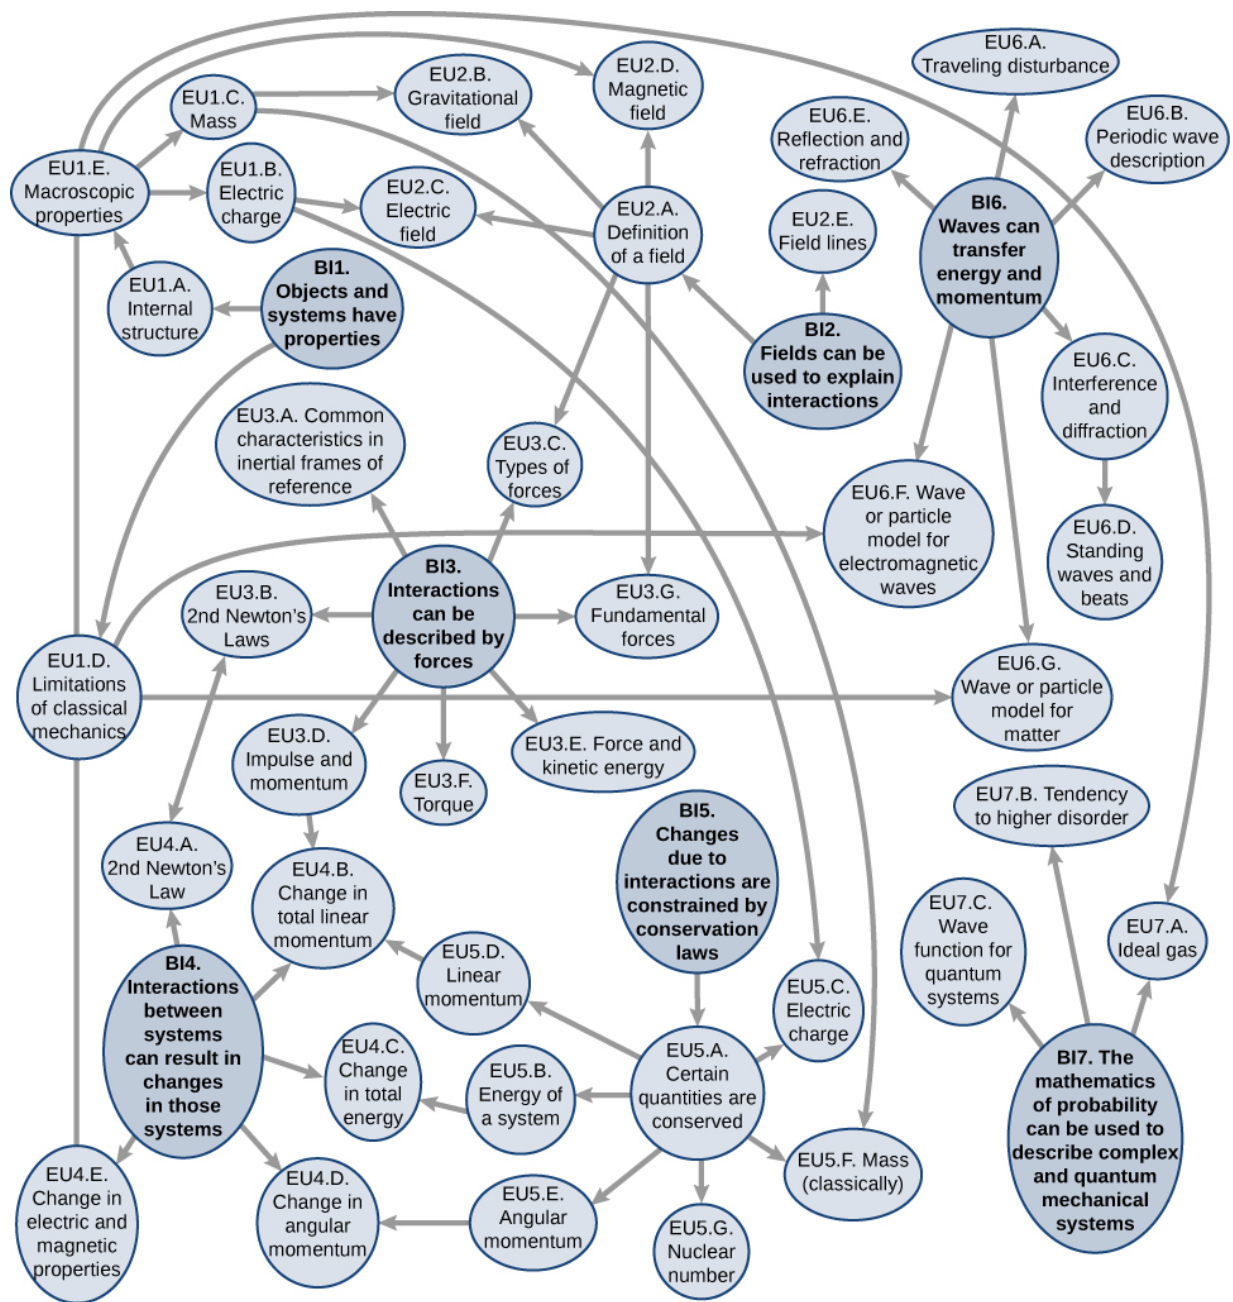 EU6.A.
Traveling disturbance
EU2.B.
Gravitational
field
EU2.D.
Magnetic
field
EU1.C.
Mass
EU6.E.
Reflection and
refraction
EU6.B.
Periodic wave
description
EU1.E.
Macroscopic
properties
EU1.B.
Electric
charge
EU2.C.
Electric
field
EU2.A.
Definition
of a field
EU2.E.
Field lines
BI6.
Waves can
transfer
energy and
momentum
EU1.A.
Internal
structure
BI1.
Objects and
systems have
properties
BI2.
Fields can be
used to explain
interactions
EU6.C.
Interference
and
diffraction
EU3.A. Common
characteristics in
inertial frames of
reference
EU3.C.
Types of
forces
EU6.F. Wave
or particle
model for
electromagnetic
waves
EU6.D.
Standing
waves and
beats
EU3.B.
2nd Newton's
Laws
BI3.
Interactions
can be
described by
forces
EU3.G.
Fundamental
forces
EU1.D.
Limitations
of classical
mechanics
EU6.G.
Wave or particle
model for
matter
EU3.D.
Impulse and
momentum
EU3.F.
Torque
EU3.E. Force and
kinetic energy
EU7.B. Tendency
to higher disorder
EU4.A.
2nd Newton's
Law
EU4.B.
Change in
total linear
momentum
BI5.
Changes
due to
interactions are
constrained by
conservation
laws
EU7.C.
Wave
function for
quantum
systems
EU7.A.
Ideal gas
BI4.
Interactions
between
systems
can result in
changes
in those
systems
EU5.D.
Linear
momentum
EU5.C.
Electric
charge
EU4.C.
Change
in total
energy
EU5.B.
Energy of
a system
EU5.A.
Certain
quantities are
conserved
BI7. The
mathematics
of probability
can be used to
describe complex
and quantum
mechanical
systems
EU4.E.
Change in
electric and
magnetic
properties
EU4.D.
Change in
angular
momentum
EU5.E.
Angular
momentum
EU5.F. Mass
(classically)
EU5.G.
Nuclear
number